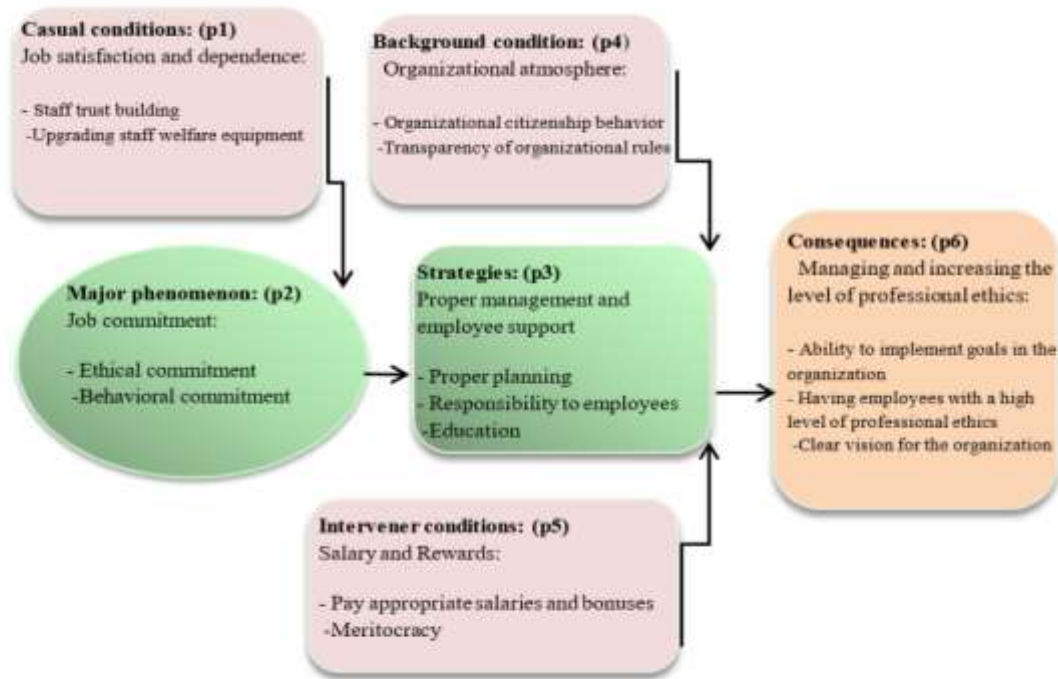 Casual conditions: (p1)
Job satisfaction and dependence:
- Staff trust building
-Upgrading staff welfare equipment
Background condition: (p4)
Organizational atmosphere:
- Organizational citizenship behavior
-Transparency of organizational rules
Major phenomenon: (p2)
Job commitment:
- Ethical commitment
-Behavioral commitment
Strategies: (p3)
Proper management and
employee support
- Proper planning
- Responsibility to employees
-Education
Consequences: (p6)
Managing and increasing the
level of professional ethics:
- Ability to implement goals in the
organization
- Having employees with a high
level of professional ethics
-Clear vision for the organization
Intervener conditions: (p5)
Salary and Rewards:
- Pay appropriate salaries and bonuses
-Meritocracy